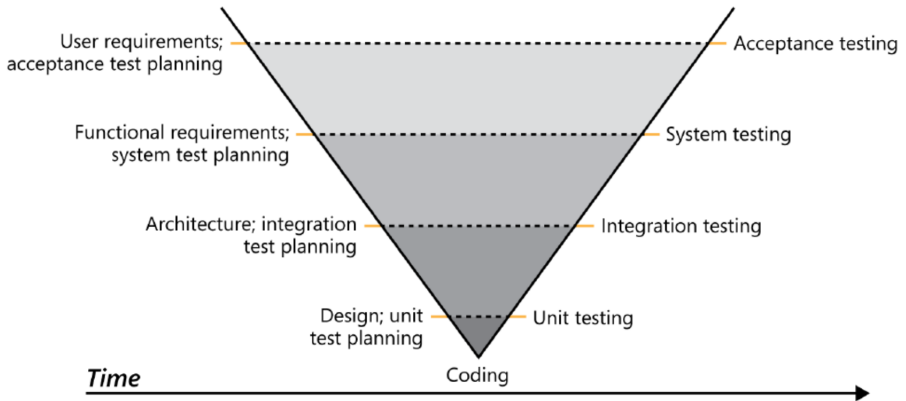 User requirements;
acceptance test planning
Acceptance testing
Functional requirements;
system test planning
System testing
Architecture; integration
test planning
Integration testing
Design; unit
test planning
Unit testing
Coding
Time